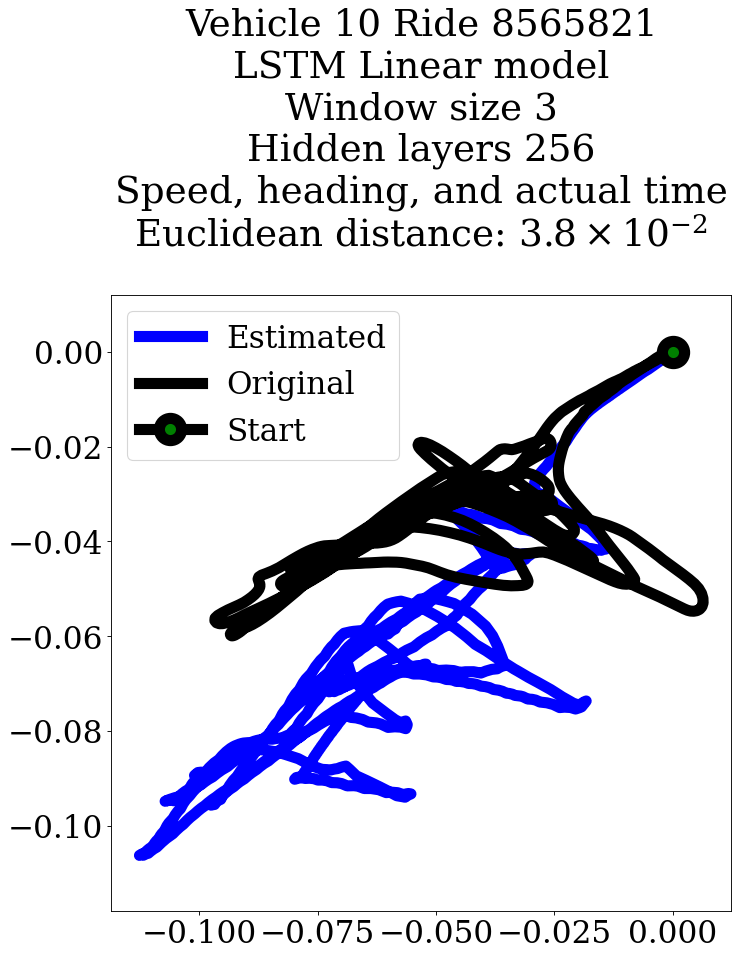 Vehicle 10 Ride 8565821
LSTM Linear model
Window size 3
Hidden layers 256
Speed, heading, and actual time
Euclidean distance: $3.8 \times 10^{-2}$
Estimated
Original
Start
0.00
−0.02
−0.04
−0.06
−0.08
−0.10
−0.100 −0.075 −0.050 −0.025 0.000